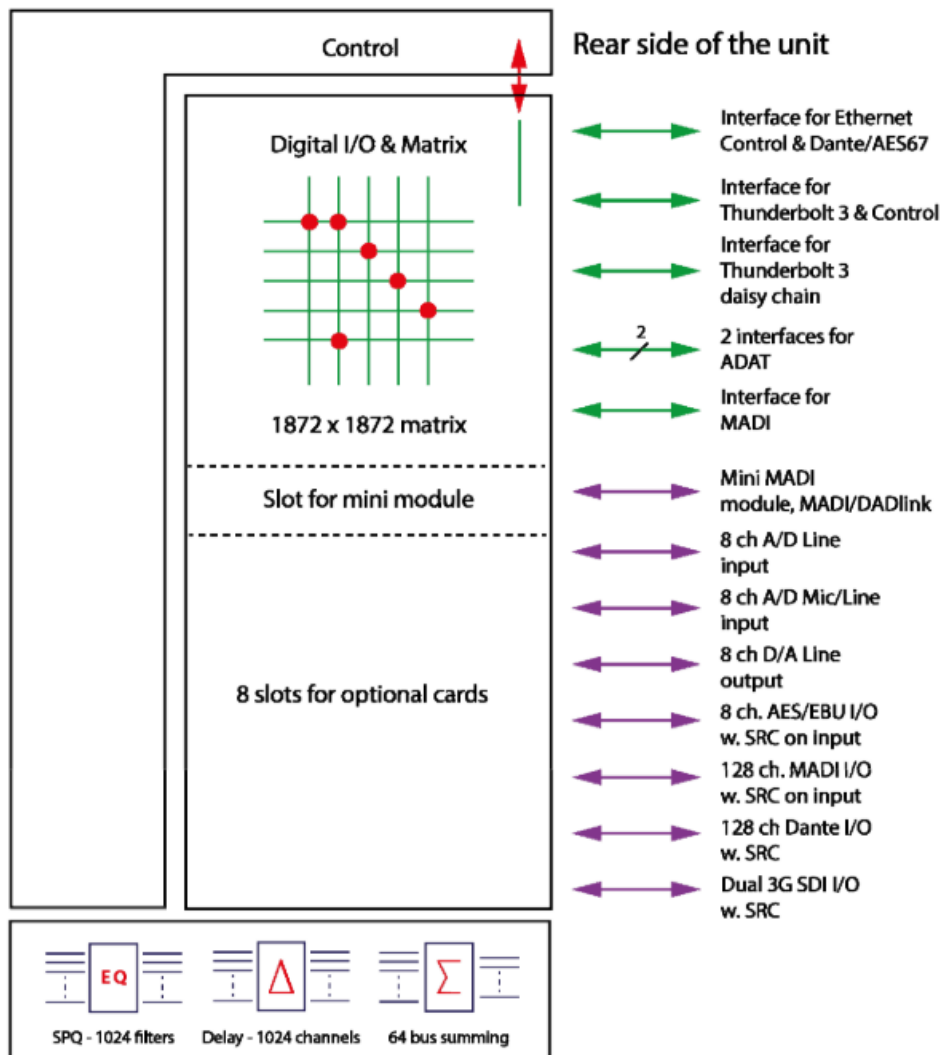 Control
Rear side of the unit
Digital I/O & Matrix
1872 x 1872 matrix
Slot for mini module
8 slots for optional cards
Interface for Ethernet
Control & Dante/AES67
Interface for
Thunderbolt 3 & Control
Interface for
Thunderbolt 3
daisy chain
2
2 interfaces for
ADAT
Interface for
MADI
Mini MADI
module, MADI/DADlink
8 ch A/D Line
input
8 ch A/D Mic/Line
input
8 ch D/A Line
output
8 ch. AES/EBU I/O
w. SRC on input
128 ch. MADI I/O
w. SRC on input
128 ch Dante I/O
w. SRC
Dual 3G SDI I/O
w. SRC
EQ
Δ
Σ
SPQ - 1024 filters
Delay - 1024 channels
64 bus summing